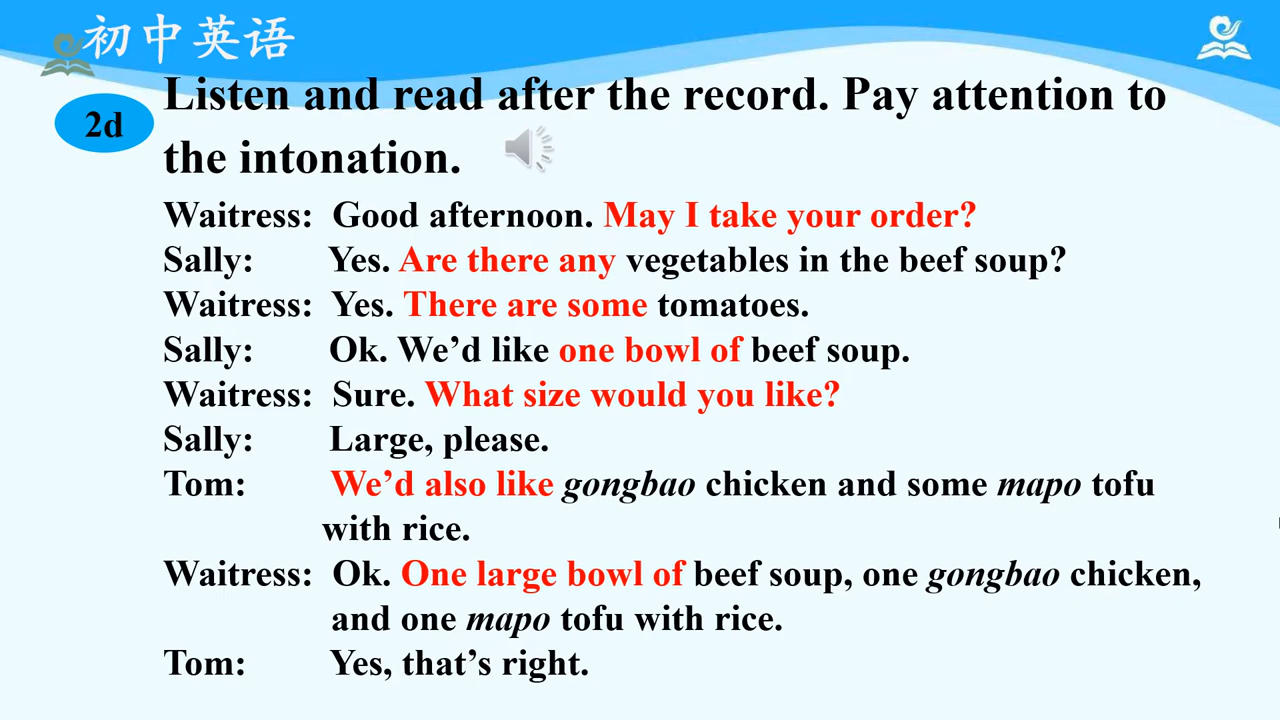 初中英语
2d
Listen and read after the record. Pay attention to
the intonation.
Waitress: Good afternoon. May I take your order?
Sally: Yes. Are there any vegetables in the beef soup?
Waitress: Yes. There are some tomatoes.
Sally: Ok. We’d like one bowl of beef soup.
Waitress: Sure. What size would you like?
Sally: Large, please.
Tom: We’d also like gongbao chicken and some mapo tofu
with rice.
Waitress: Ok. One large bowl of beef soup, one gongbao chicken,
and one mapo tofu with rice.
Tom: Yes, that’s right.